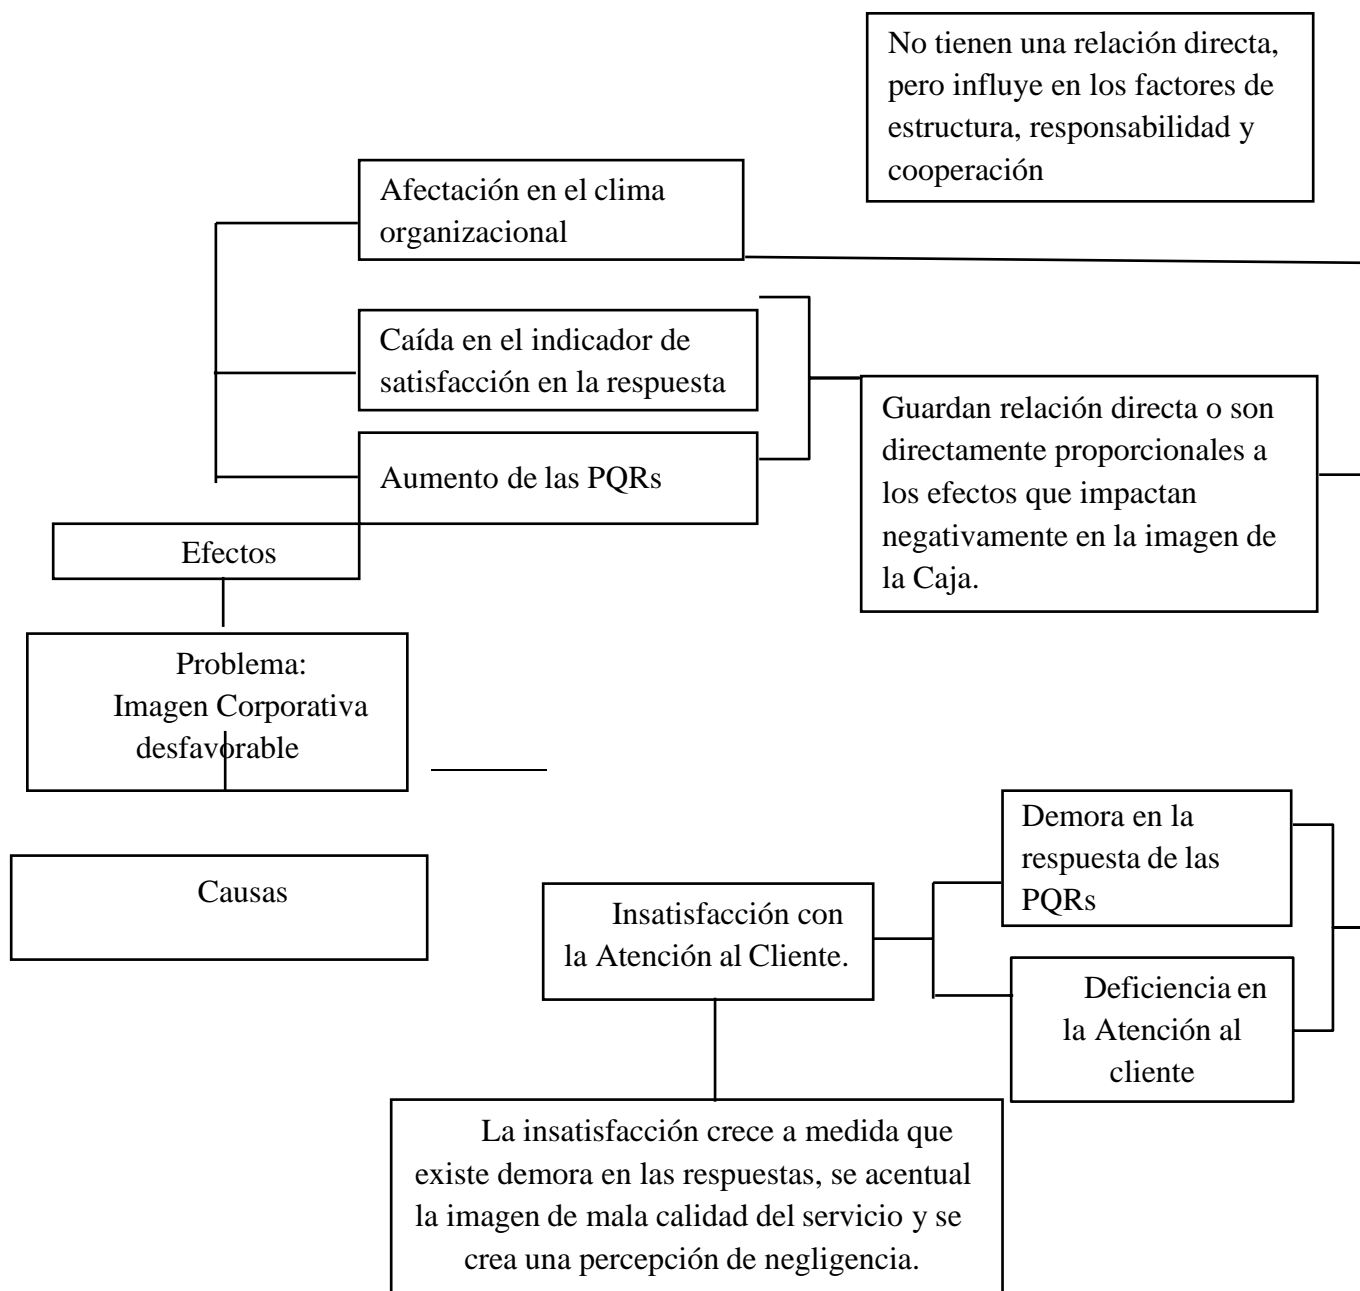 No tienen una relación directa,
pero influye en los factores de
estructura, responsabilidad y
cooperación
Afectación en el clima
organizacional
Caída en el indicador de
satisfacción en la respuesta
Aumento de las PQRs
Guardan relación directa o son
directamente proporcionales a
los efectos que impactan
negativamente en la imagen de
la Caja.
Efectos
Problema:
Imagen Corporativa
desfavorable
Causas
Insatisfacción con
la Atención al Cliente.
Demora en la
respuesta de las
PQRs
Deficiencia en
la Atención al
cliente
La insatisfacción crece a medida que
existe demora en las respuestas, se acentual
la imagen de mala calidad del servicio y se
crea una percepción de negligencia.